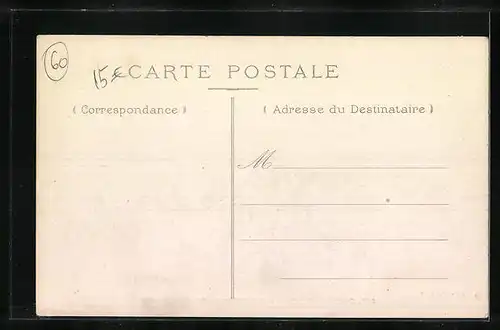 60
15€ CARTE POSTALE
( Correspondance )
( Adresse du Destinataire )
M